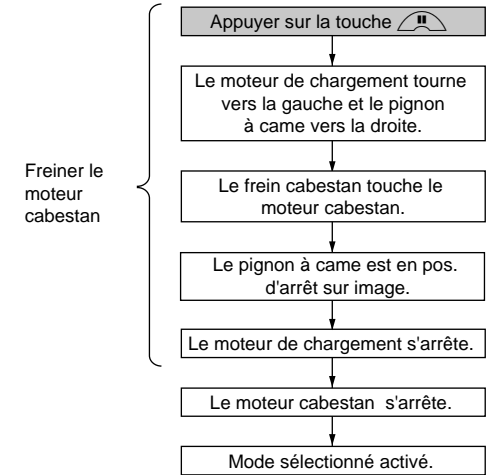 Appuyer sur la touche
Le moteur de chargement tourne
vers la gauche et le pignon
à came vers la droite.
Freiner le
moteur
cabestan
Le frein cabestan touche le
moteur cabestan.
Le pignon à came est en pos.
d'arrêt sur image.
Le moteur de chargement s'arrête.
Le moteur cabestan s'arrête.
Mode sélectionné activé.